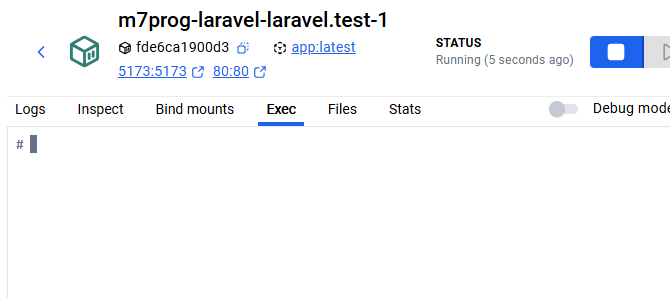 m7prog-laravel-laravel.test-1
fde6ca1900d3 app:latest
5173:5173 80:80
STATUS
Running (5 seconds ago)
Logs Inspect Bind mounts Exec Files Stats Debug mode
#